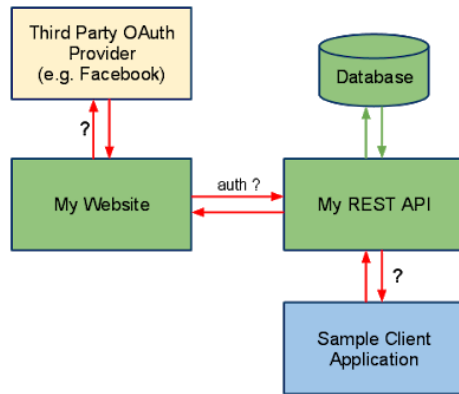 Third Party OAuth
Provider
(e.g. Facebook)
Database
?
My Website
auth ?
My REST API
?
Sample Client
Application